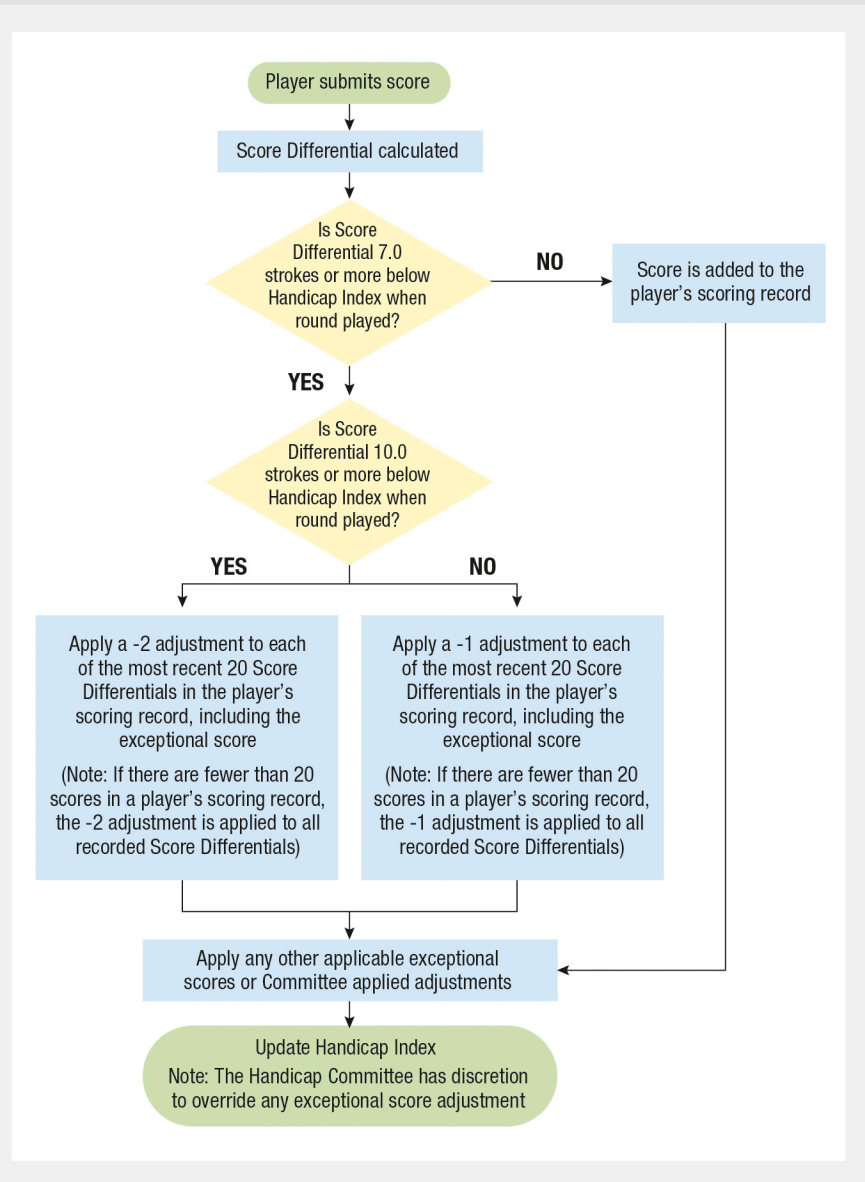 Player submits score
Score Differential calculated
Is Score
Differential 7.0
strokes or more below
Handicap Index when
round played?
NO
Score is added to the
player’s scoring record
YES
Is Score
Differential 10.0
strokes or more below
Handicap Index when
round played?
YES
NO
Apply a -2 adjustment to each
of the most recent 20 Score
Differentials in the player’s
scoring record, including the
exceptional score
(Note: If there are fewer than 20
scores in a player’s scoring record,
the -2 adjustment is applied to all
recorded Score Differentials)
Apply a -1 adjustment to each
of the most recent 20 Score
Differentials in the player’s
scoring record, including the
exceptional score
(Note: If there are fewer than 20
scores in a player’s scoring record,
the -1 adjustment is applied to all
recorded Score Differentials)
Apply any other applicable exceptional
scores or Committee applied adjustments
Update Handicap Index
Note: The Handicap Committee has discretion
to override any exceptional score adjustment